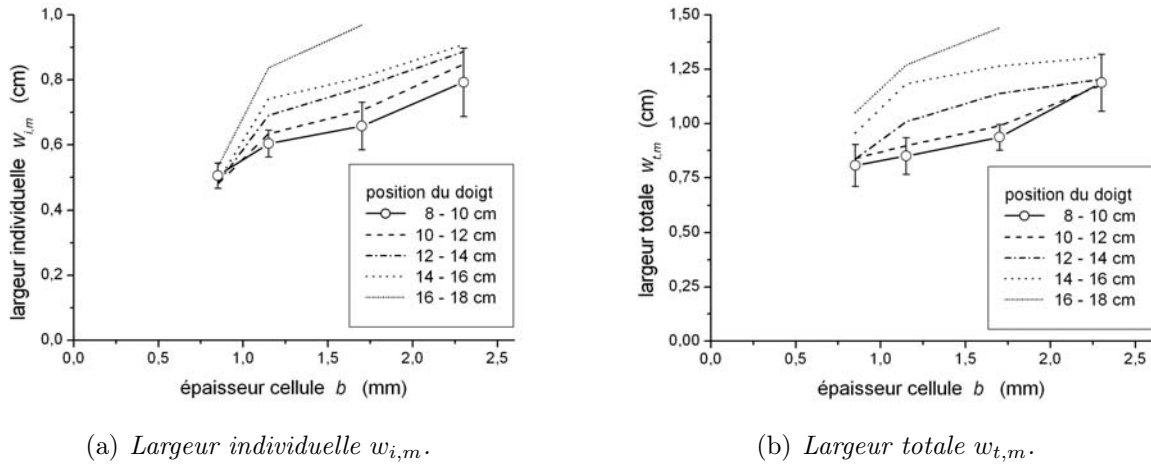 1,0
0,8
0,6
0,4
0,2
0,0
largeur individuelle w_{i,m} (cm)
position du doigt
8 - 10 cm
10 - 12 cm
12 - 14 cm
14 - 16 cm
16 - 18 cm
0,0 0,5 1,0 1,5 2,0 2,5
épaisseur cellule b (mm)
(a) Largeur individuelle w_{i,m}.
1,50
1,25
1,00
0,75
0,50
0,25
0,00
largeur totale w_{t,m} (cm)
position du doigt
8 - 10 cm
10 - 12 cm
12 - 14 cm
14 - 16 cm
16 - 18 cm
0,0 0,5 1,0 1,5 2,0 2,5
épaisseur cellule b (mm)
(b) Largeur totale w_{t,m}.